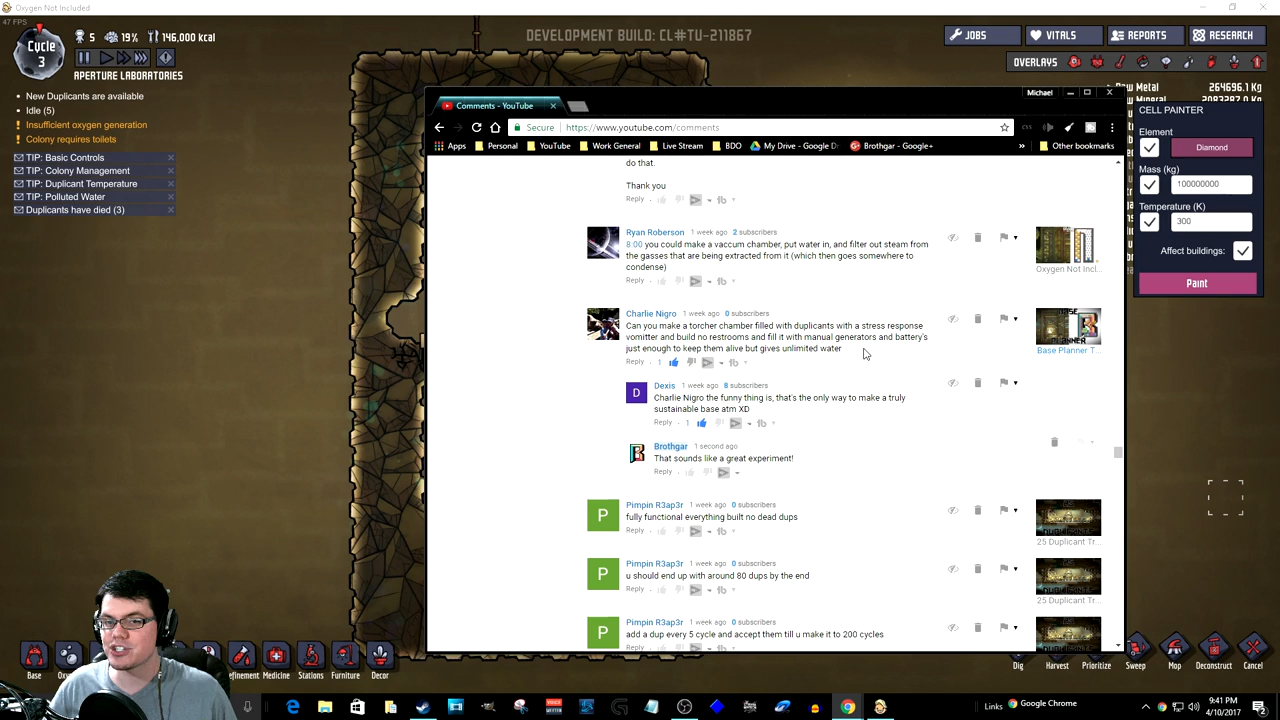 Oxygen Not Included
47 FPS
Cycle
3
5 19% 146,000 kcal
APERTURE LABORATORIES
New Duplicants are available
Idle (5)
Insufficient oxygen generation
Colony requires toilets
TIP: Basic Controls
TIP: Colony Management
TIP: Duplicant Temperature
TIP: Polluted Water
Duplicants have died (3)
DEVELOPMENT BUILD: CL#TU-211867
JOBS VITALS REPORTS RESEARCH
OVERLAYS
264696.1 Kg
CELL PAINTER
Element
Diamond
Mass (kg)
100000000
Temperature (K)
300
Affect buildings:
Paint
Michael
Comments - YouTube
Secure https://www.youtube.com/comments
Apps Personal YouTube Work General Live Stream BDO My Drive - Google D Brothgar - Google+ » Other bookmarks
do that.
Thank you
Reply
Ryan Roberson 1 week ago 2 subscribers
8:00 you could make a vaccum chamber, put water in, and filter out steam from
the gasses that are being extracted from it (which then goes somewhere to
condense)
Reply
Oxygen Not Incl...
Charlie Nigro 1 week ago 0 subscribers
Can you make a torcher chamber filled with duplicants with a stress response
vomitter and build no restrooms and fill it with manual generators and battery's
just enough to keep them alive but gives unlimited water
Reply 1
Base Planner T...
Dexis 1 week ago 8 subscribers
D
Charlie Nigro the funny thing is, that's the only way to make a truly
sustainable base atm XD
Reply 1
Brothgar 1 second ago
That sounds like a great experiment!
Reply
Pimpin R3ap3r 1 week ago 0 subscribers
P
fully functional everything built no dead dups
Reply
25 Duplicant Tr...
Pimpin R3ap3r 1 week ago 0 subscribers
P
u should end up with around 80 dups by the end
Reply
25 Duplicant Tr...
Pimpin R3ap3r 1 week ago 0 subscribers
P
add a dup every 5 cycle and accept them till u make it to 200 cycles
Base
Medicine Stations Furniture Decor
Dig Harvest Prioritize Sweep Mop Deconstruct Cancel
Links Google Chrome
9:41 PM
4/10/2017